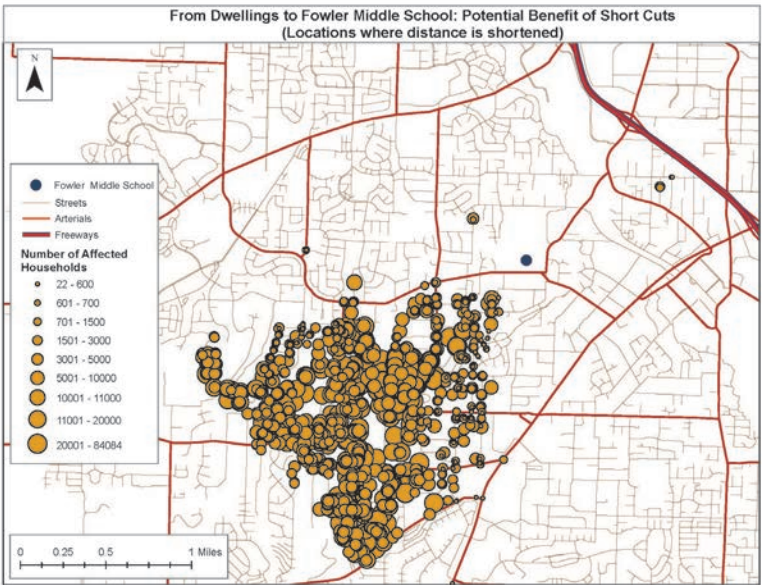 From Dwellings to Fowler Middle School: Potential Benefit of Short Cuts
(Locations where distance is shortened)
N
Fowler Middle School
Streets
Arterials
Freeways
Number of Affected
Households
22 - 600
601 - 700
701 - 1500
1501 - 3000
3001 - 5000
5001 - 10000
10001 - 11000
11001 - 20000
20001 - 84084
0 0.25 0.5 1 Miles